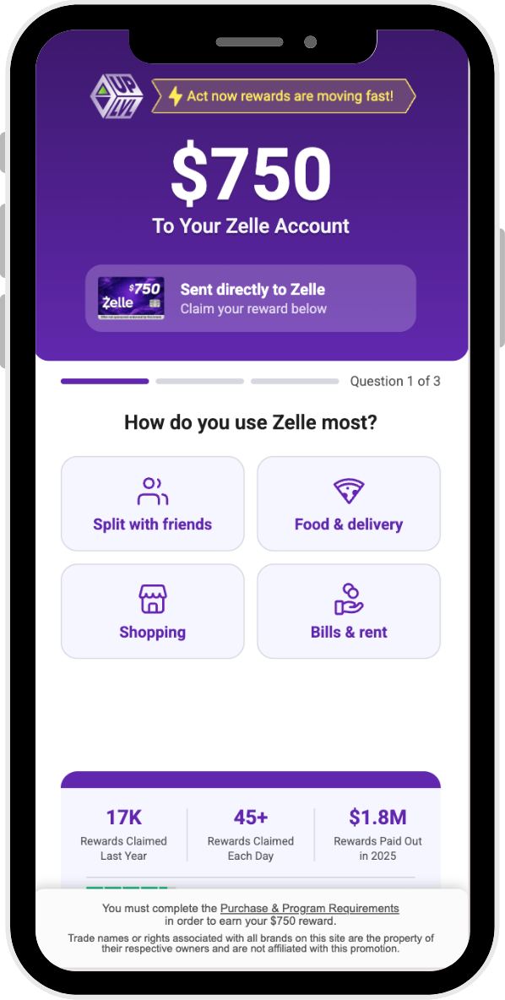 UP
LVL
Act now rewards are moving fast!
$750
To Your Zelle Account
$750
Zelle
Sent directly to Zelle
Claim your reward below
Question 1 of 3
How do you use Zelle most?
Split with friends
Food & delivery
Shopping
Bills & rent
17K
Rewards Claimed
Last Year
45+
Rewards Claimed
Each Day
$1.8M
Rewards Paid Out
in 2025
You must complete the Purchase & Program Requirements
in order to earn your $750 reward.
Trade names or rights associated with all brands on this site are the property of
their respective owners and are not affiliated with this promotion.